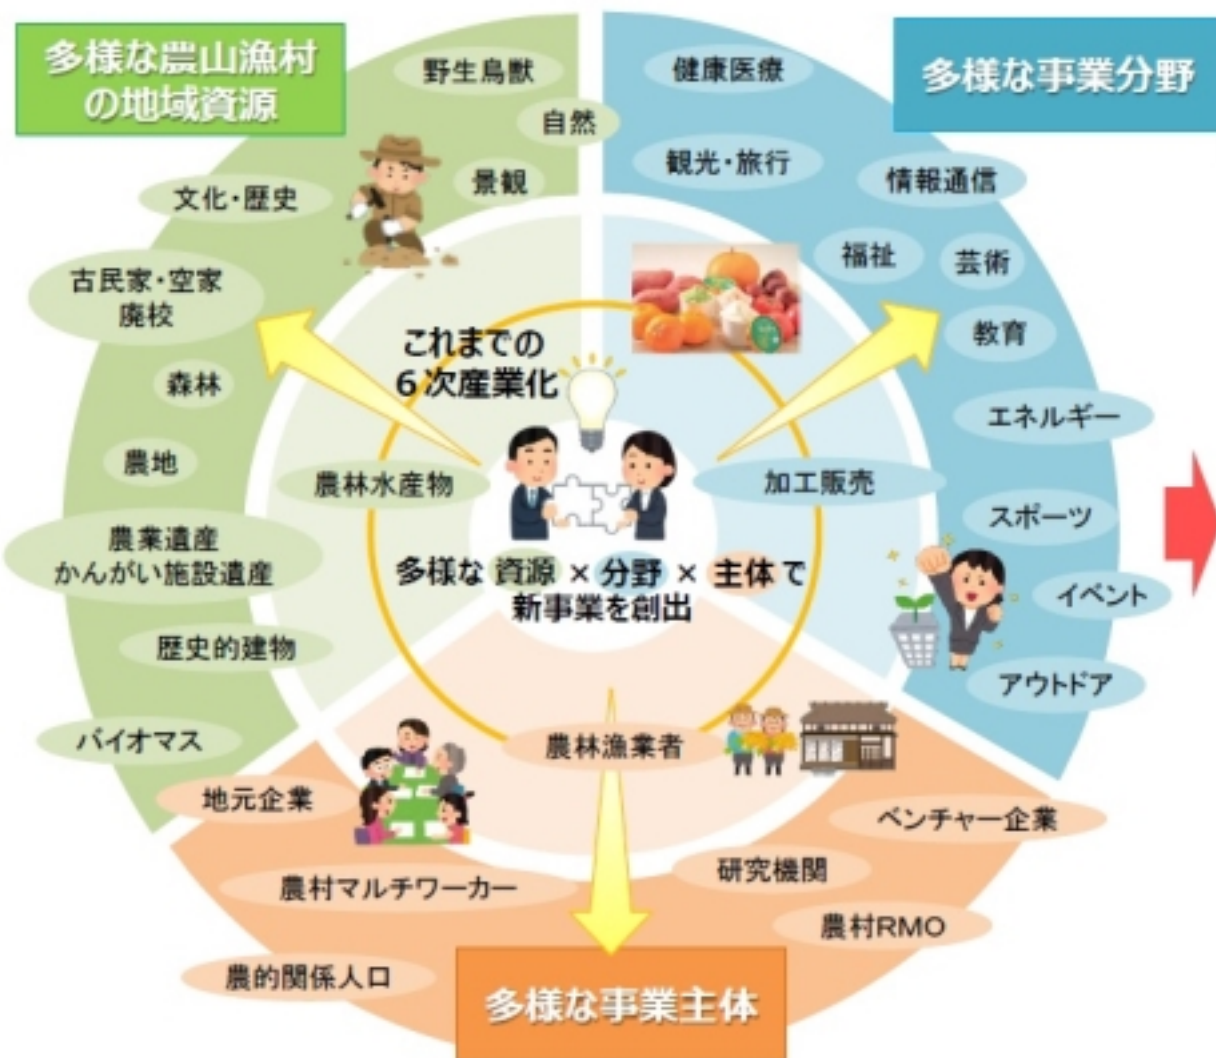 多様な農山漁村
の地域資源
野生鳥獣
自然
景観
文化・歴史
古民家・空家
廃校
森林
農地
農業遺産
かんがい施設遺産
歴史的建物
バイオマス
多様な事業分野
健康医療
観光・旅行
情報通信
福祉
芸術
教育
エネルギー
スポーツ
イベント
アウトドア
これまでの
6次産業化
農林水産物
加工販売
多様な 資源 × 分野 × 主体 で
新事業を創出
農林漁業者
地元企業
農村マルチワーカー
農的関係人口
ベンチャー企業
研究機関
農村RMO
多様な事業主体